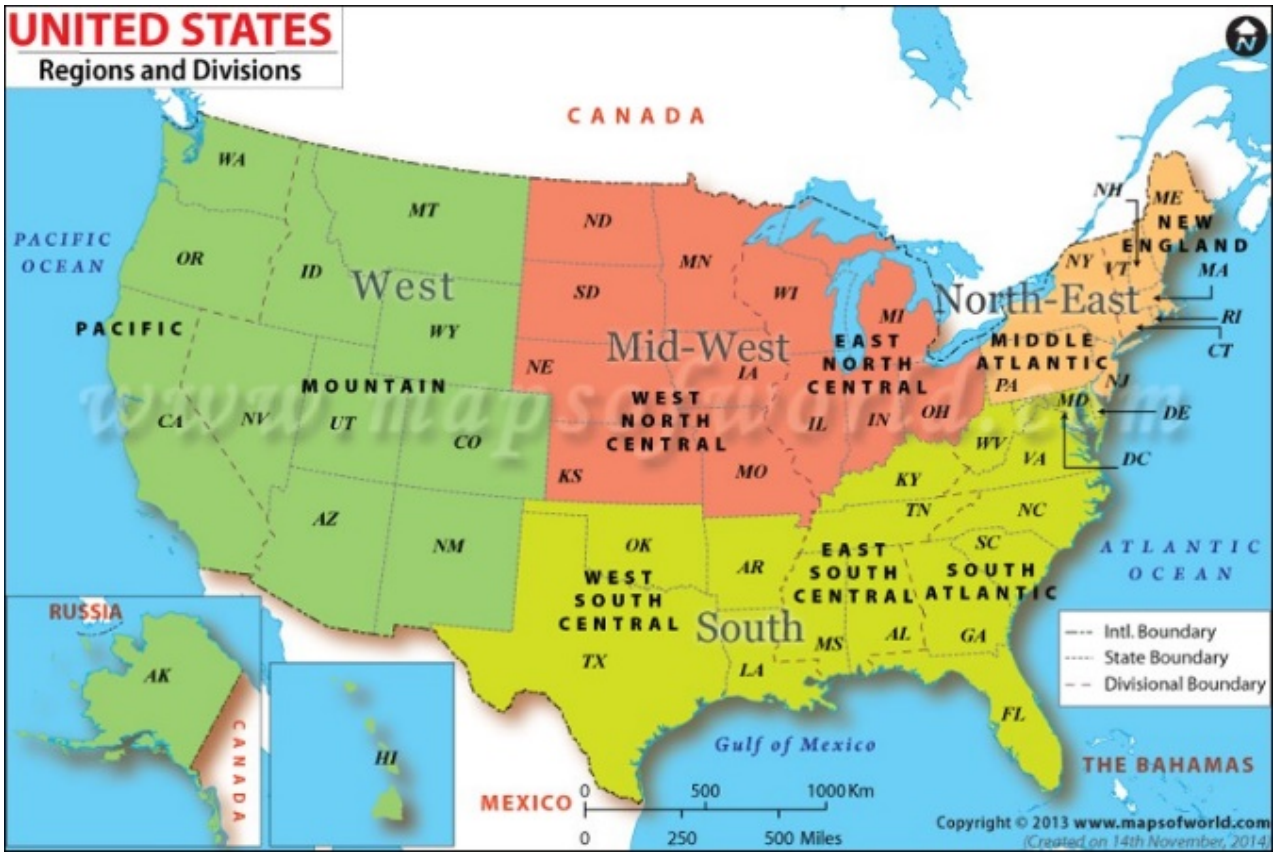 UNITED STATES
Regions and Divisions
N
CANADA
WA
MT
ND
MN
NH
ME
NEW
ENGLAND
PACIFIC
OCEAN
OR
ID
West
SD
WI
MI
NY
VT
MA
North-East
RI
CT
PACIFIC
WY
Mid-West
EAST
NORTH
CENTRAL
MIDDLE
ATLANTIC
MOUNTAIN
NE
IA
PA
NJ
www.mapsofworld.com
CA
NV
UT
CO
WEST
NORTH
CENTRAL
IL
IN
OH
MD
DE
WV
VA
DC
KS
MO
KY
AZ
NM
OK
AR
TN
NC
SC
EAST
SOUTH
CENTRAL
SOUTH
ATLANTIC
ATLANTIC
OCEAN
WEST
SOUTH
CENTRAL
South
TX
LA
MS
AL
GA
FL
Intl. Boundary
State Boundary
Divisional Boundary
RUSSIA
AK
CANADA
HI
Gulf of Mexico
THE BAHAMAS
MEXICO
0 500 1000 Km
0 250 500 Miles
Copyright © 2013 www.mapsofworld.com
(Created on 14th November, 2014)